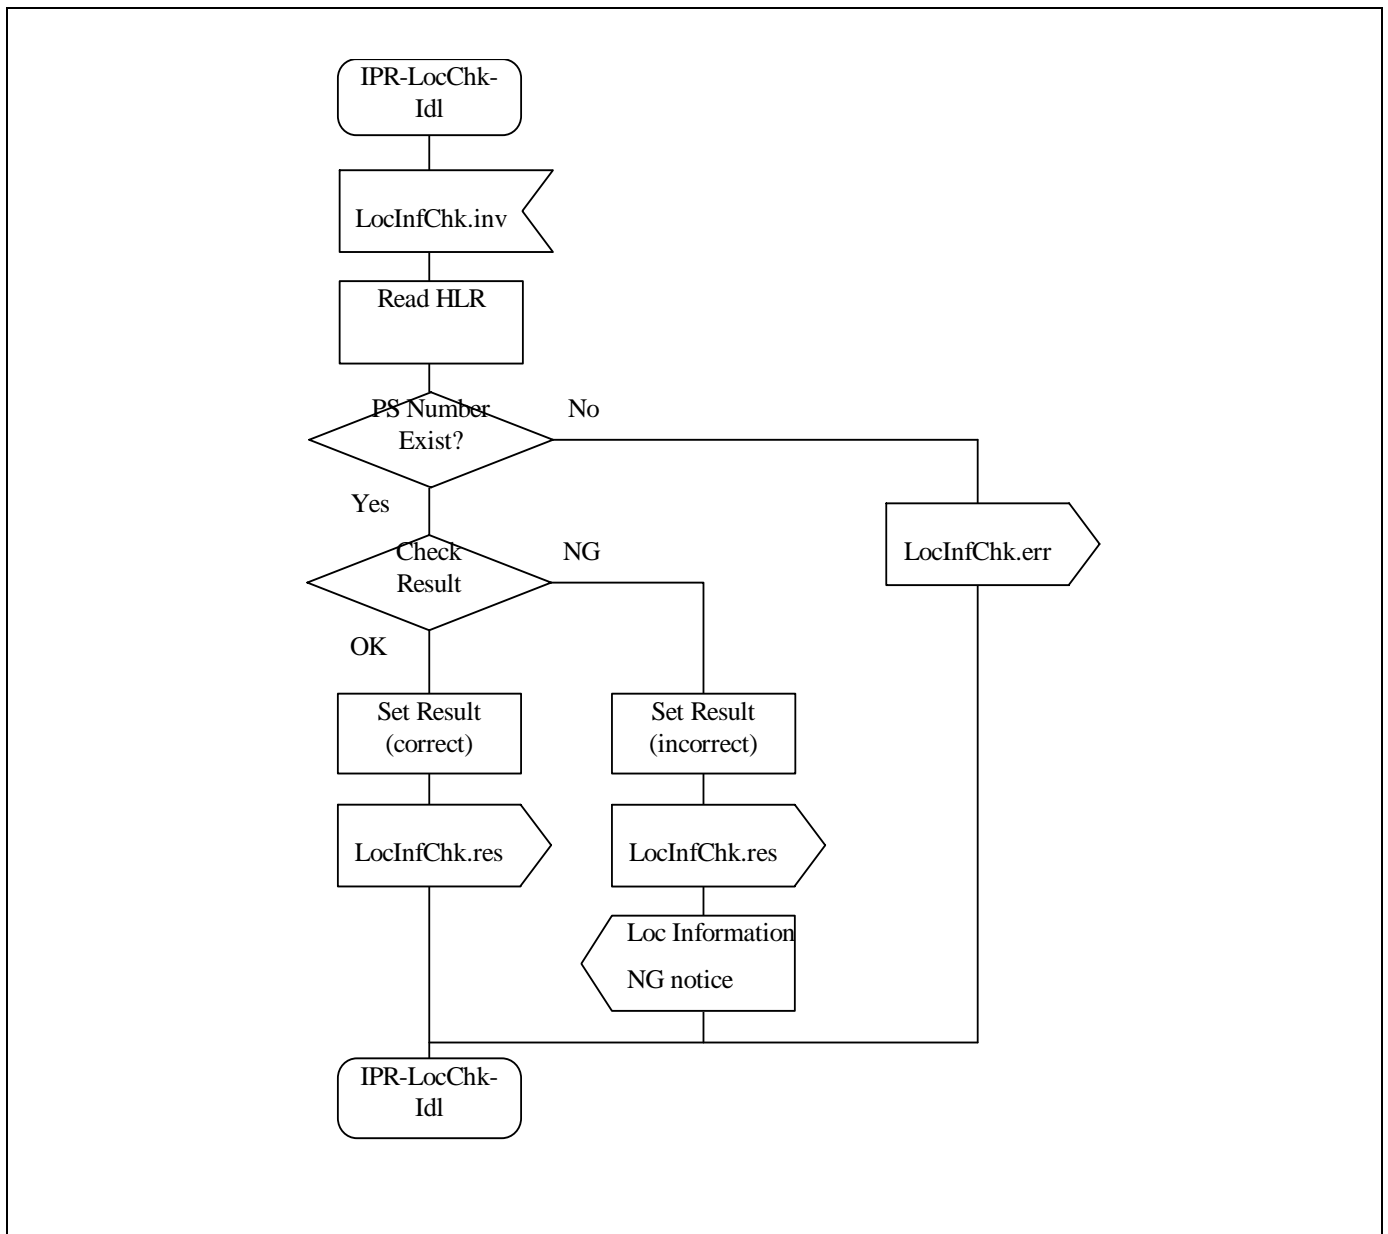 IPR-LocChk-
Idl
LocInfChk.inv
Read HLR
PS Number
Exist?
No
Yes
LocInfChk.err
Check
Result
NG
OK
Set Result
(correct)
Set Result
(incorrect)
LocInfChk.res
LocInfChk.res
Loc Information
NG notice
IPR-LocChk-
Idl